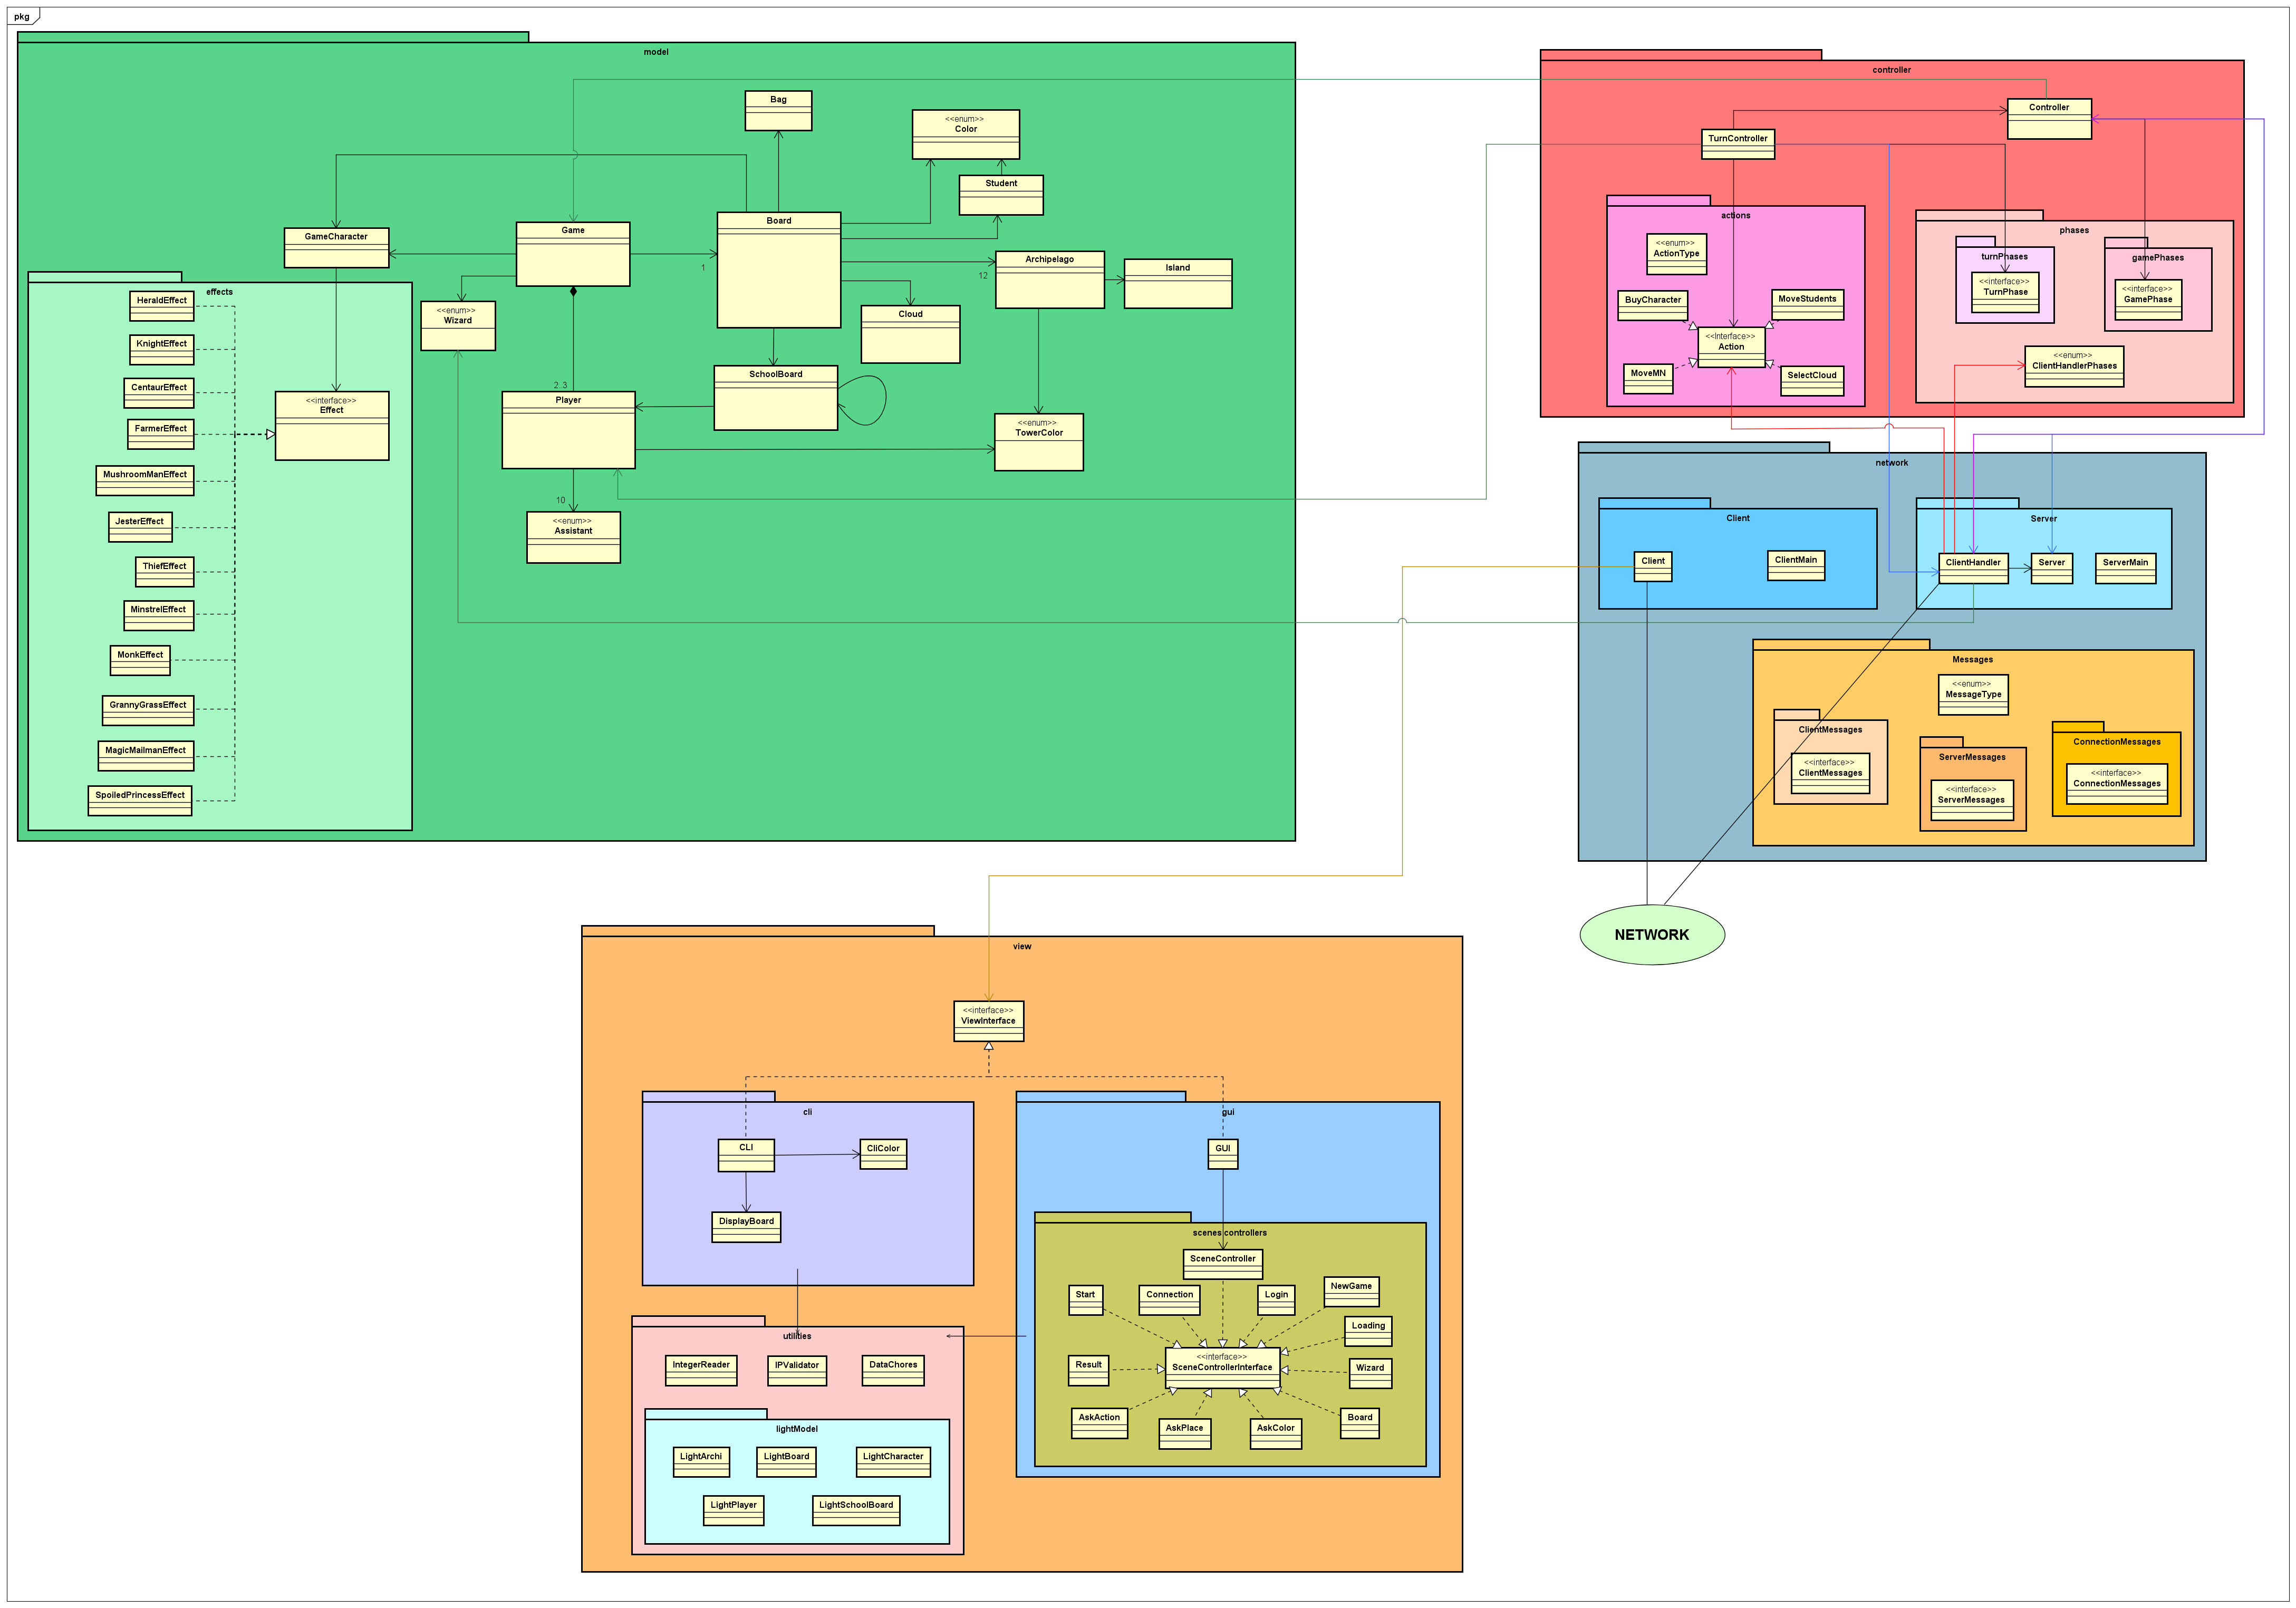 pkg
model
Bag
<<enum>>
Color
Student
Board
Game
GameCharacter
1
Archipelago
12
Island
Cloud
<<enum>>
Wizard
SchoolBoard
2..3
Player
<<enum>>
TowerColor
10
<<enum>>
Assistant
effects
HeraldEffect
KnightEffect
CentaurEffect
FarmerEffect
MushroomManEffect
JesterEffect
ThiefEffect
MinstrelEffect
MonkEffect
GrannyGrassEffect
MagicMailmanEffect
SpoiledPrincessEffect
<<interface>>
Effect
controller
Controller
TurnController
actions
<<enum>>
ActionType
BuyCharacter
MoveStudents
<<Interface>>
Action
MoveMN
SelectCloud
phases
turnPhases
<<interface>>
TurnPhase
gamePhases
<<interface>>
GamePhase
<<enum>>
ClientHandlerPhases
network
Client
Client
ClientMain
Server
ClientHandler
Server
ServerMain
Messages
<<enum>>
MessageType
ClientMessages
<<interface>>
ClientMessages
ServerMessages
<<interface>>
ServerMessages
ConnectionMessages
<<interface>>
ConnectionMessages
NETWORK
view
<<interface>>
ViewInterface
cli
CLI
CliColor
DisplayBoard
gui
GUI
scenes controllers
SceneController
Start
Connection
Login
NewGame
Loading
<<interface>>
SceneControllerInterface
Result
Wizard
AskAction
AskPlace
AskColor
Board
utilities
IntegerReader
IPValidator
DataChores
lightModel
LightArchi
LightBoard
LightCharacter
LightPlayer
LightSchoolBoard